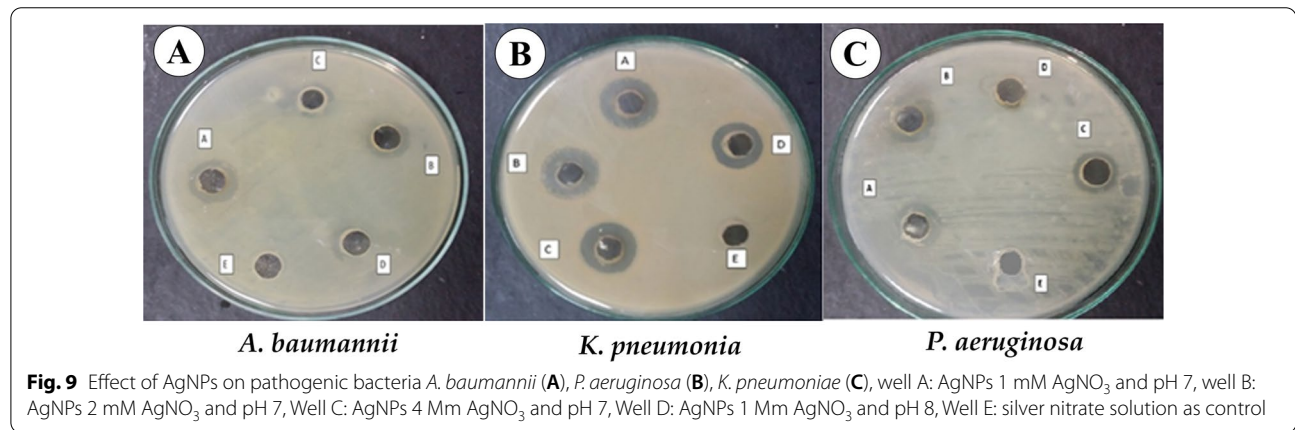 A
B
C
C
A
B
E
D
A
B
D
C
E
B
D
C
A
E
A. baumannii
K. pneumonia
P. aeruginosa
Fig. 9 Effect of AgNPs on pathogenic bacteria A. baumannii (A), P. aeruginosa (B), K. pneumoniae (C), well A: AgNPs 1 mM AgNO₃ and pH 7, well B:
AgNPs 2 mM AgNO₃ and pH 7, Well C: AgNPs 4 Mm AgNO₃ and pH 7, Well D: AgNPs 1 Mm AgNO₃ and pH 8, Well E: silver nitrate solution as control